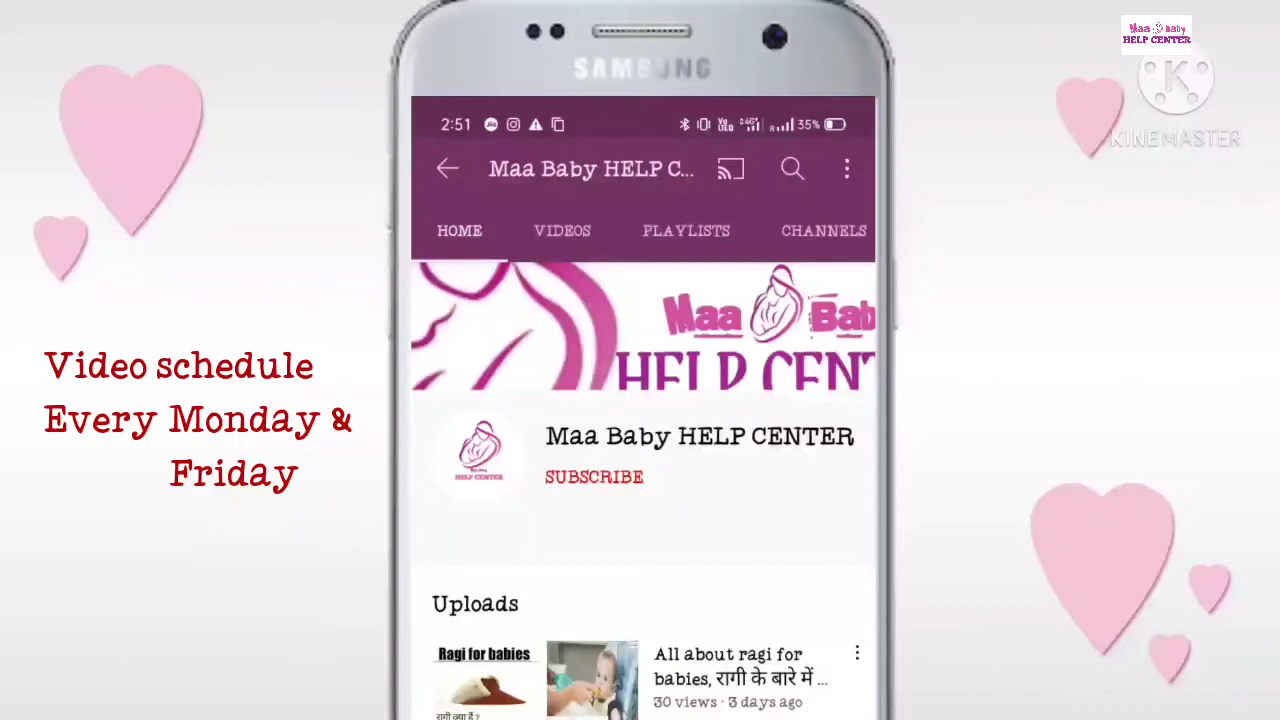 Maa baby
HELP CENTER
KINEMASTER
SAMSUNG
2:51
35%
Maa Baby HELP C...
HOME VIDEOS PLAYLISTS CHANNELS
Maa Bab
HELP CENT
Video schedule
Every Monday &
Friday
Maa Baby HELP CENTER
SUBSCRIBE
HELP CENTER
Uploads
Ragi for babies
रागी क्या हैं ?
All about ragi for
babies, रागी के बारे में ...
30 views · 3 days ago